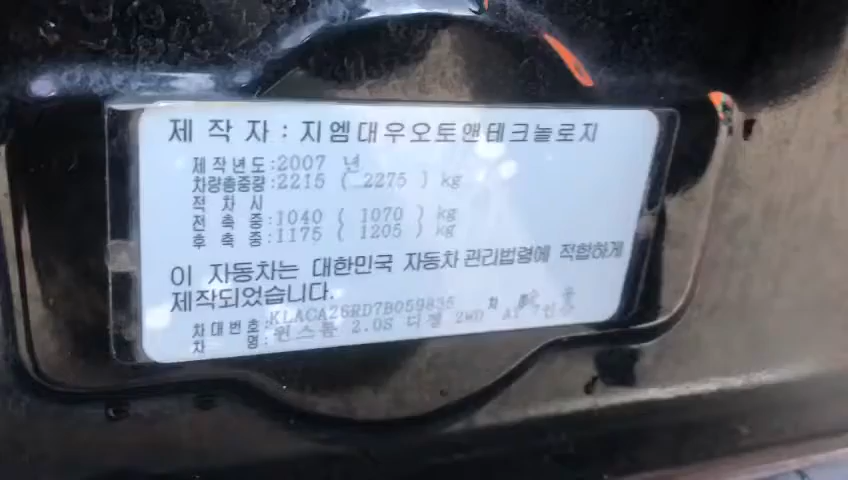 제 작 자 : 지엠대우오토앤테크놀로지
제작년도:2007 년
차량총중량:2215 ( 2275 ) kg
적 차 시
전 축 중:1040 ( 1070 ) kg
후 축 중:1175 ( 1205 ) kg
이 자동차는 대한민국 자동차 관리법령에 적합하게
제작되었습니다.
차대번호:KLACA26RD7B059835 차
차 명:윈스톰 2.0S 디젤 2WD AT 7인승